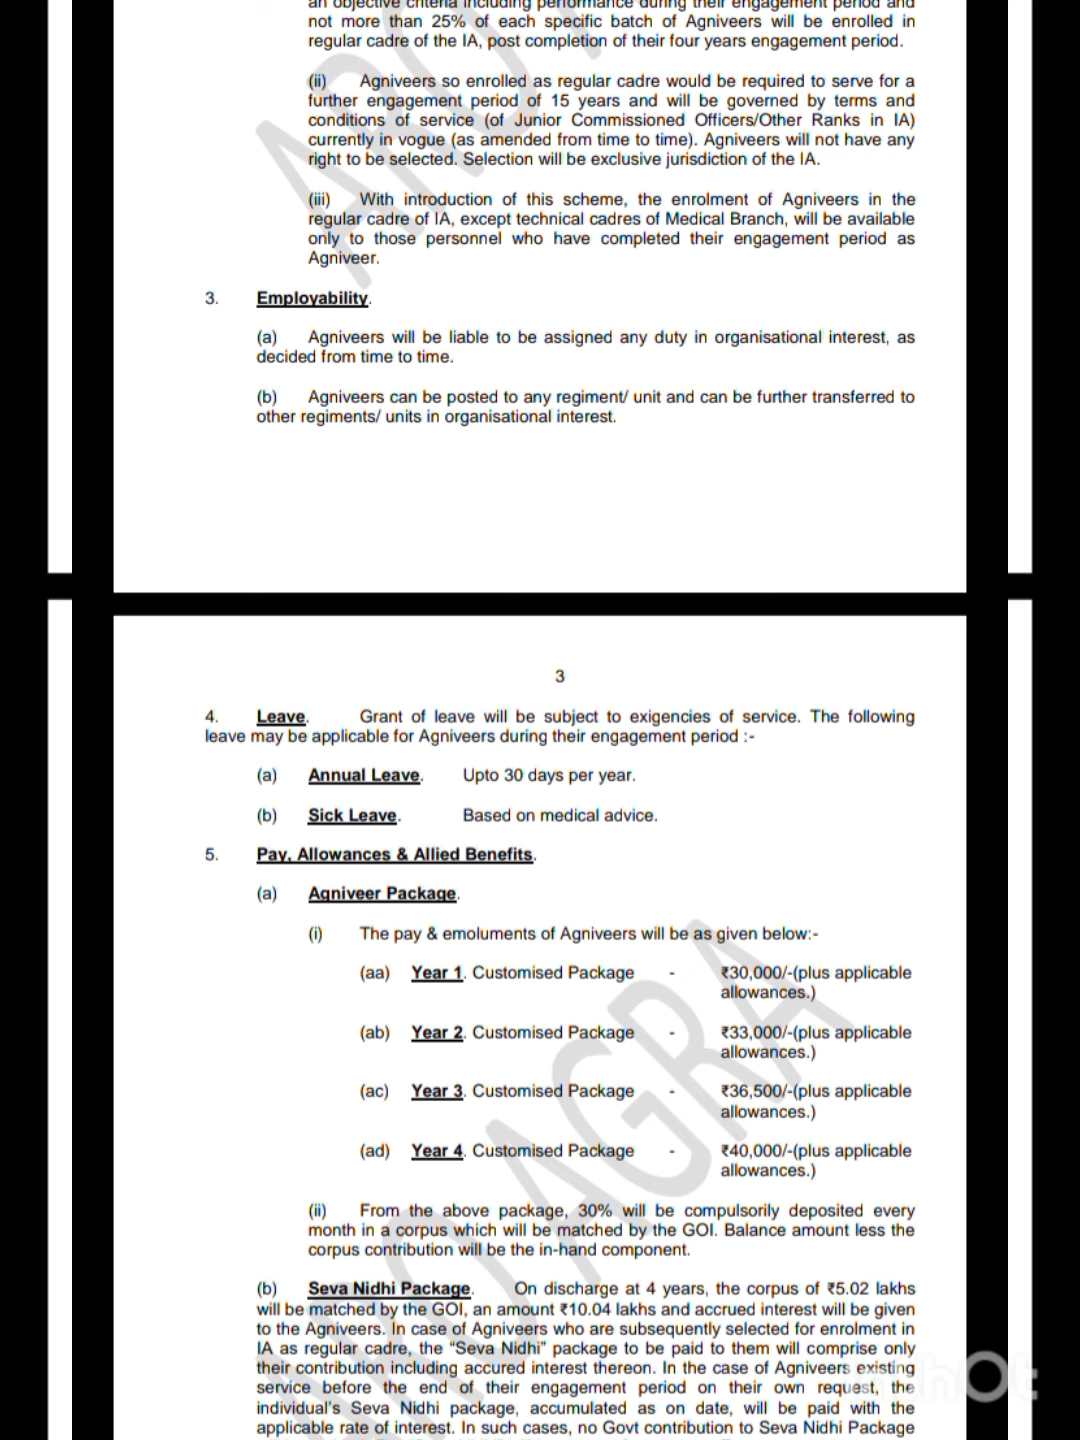 an objective criteria including performance during their engagement period and
not more than 25% of each specific batch of Agniveers will be enrolled in
regular cadre of the IA, post completion of their four years engagement period.
(ii) Agniveers so enrolled as regular cadre would be required to serve for a
further engagement period of 15 years and will be governed by terms and
conditions of service (of Junior Commissioned Officers/Other Ranks in IA)
currently in vogue (as amended from time to time). Agniveers will not have any
right to be selected. Selection will be exclusive jurisdiction of the IA.
(iii) With introduction of this scheme, the enrolment of Agniveers in the
regular cadre of IA, except technical cadres of Medical Branch, will be available
only to those personnel who have completed their engagement period as
Agniveer.
3. Employability.
(a) Agniveers will be liable to be assigned any duty in organisational interest, as
decided from time to time.
(b) Agniveers can be posted to any regiment/ unit and can be further transferred to
other regiments/ units in organisational interest.
3
4. Leave. Grant of leave will be subject to exigencies of service. The following
leave may be applicable for Agniveers during their engagement period :-
(a) Annual Leave. Upto 30 days per year.
(b) Sick Leave. Based on medical advice.
5. Pay, Allowances & Allied Benefits.
(a) Agniveer Package.
(i) The pay & emoluments of Agniveers will be as given below:-
(aa) Year 1. Customised Package - ₹30,000/-(plus applicable
allowances.)
(ab) Year 2. Customised Package - ₹33,000/-(plus applicable
allowances.)
(ac) Year 3. Customised Package - ₹36,500/-(plus applicable
allowances.)
(ad) Year 4. Customised Package - ₹40,000/-(plus applicable
allowances.)
(ii) From the above package, 30% will be compulsorily deposited every
month in a corpus which will be matched by the GOI. Balance amount less the
corpus contribution will be the in-hand component.
(b) Seva Nidhi Package. On discharge at 4 years, the corpus of ₹5.02 lakhs
will be matched by the GOI, an amount ₹10.04 lakhs and accrued interest will be given
to the Agniveers. In case of Agniveers who are subsequently selected for enrolment in
IA as regular cadre, the “Seva Nidhi” package to be paid to them will comprise only
their contribution including accured interest thereon. In the case of Agniveers existing
service before the end of their engagement period on their own request, the
individual's Seva Nidhi package, accumulated as on date, will be paid with the
applicable rate of interest. In such cases, no Govt contribution to Seva Nidhi Package
ARO AGRA